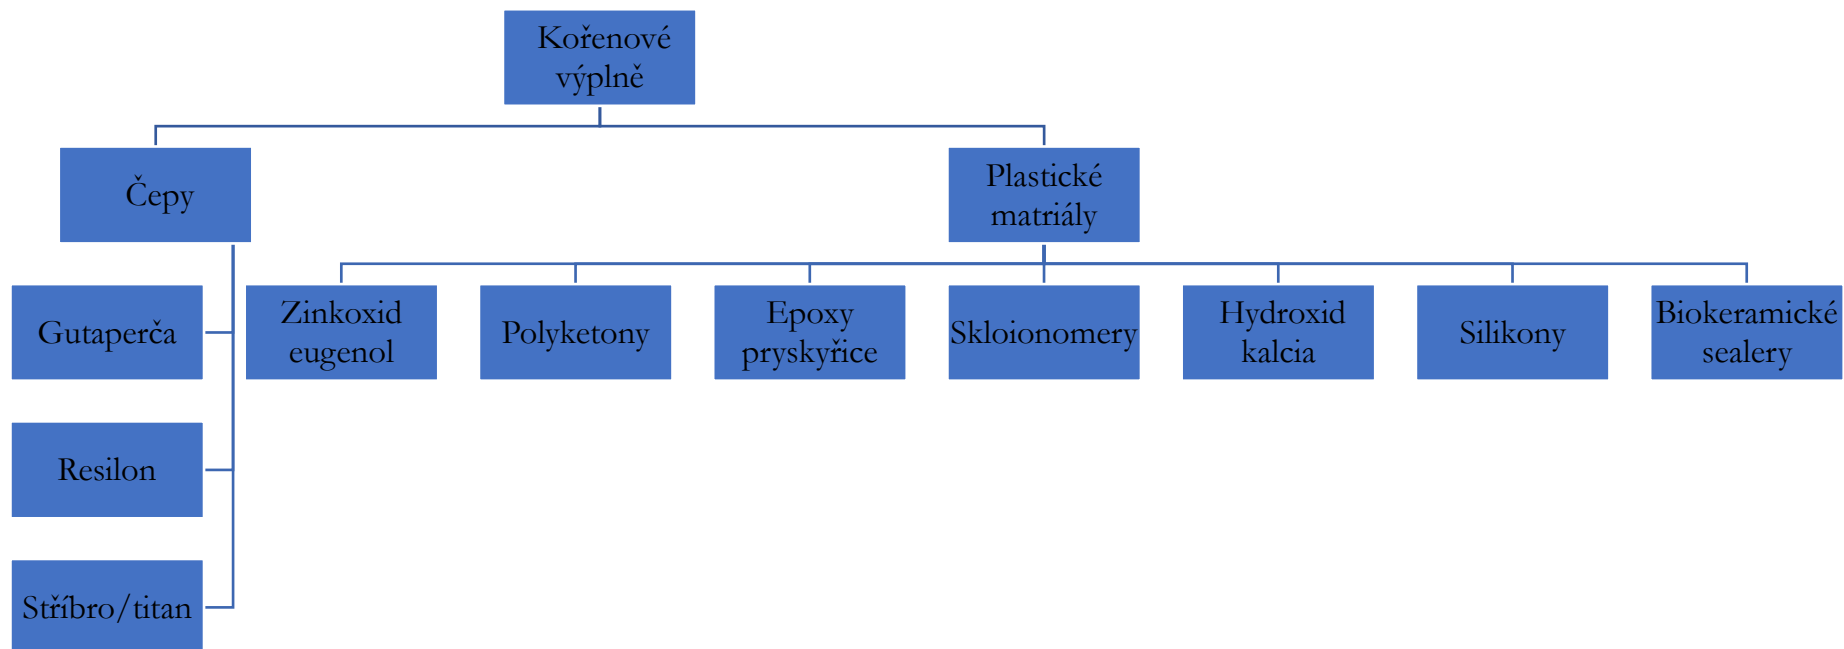 Kořenové
výplně
Čepy
Plastické
matriály
Gutaperča
Zinkoxid
eugenol
Polyketony
Epoxy
pryskyřice
Skloionomery
Hydroxid
kalcia
Silikony
Biokeramické
sealery
Resilon
Stříbro/titan